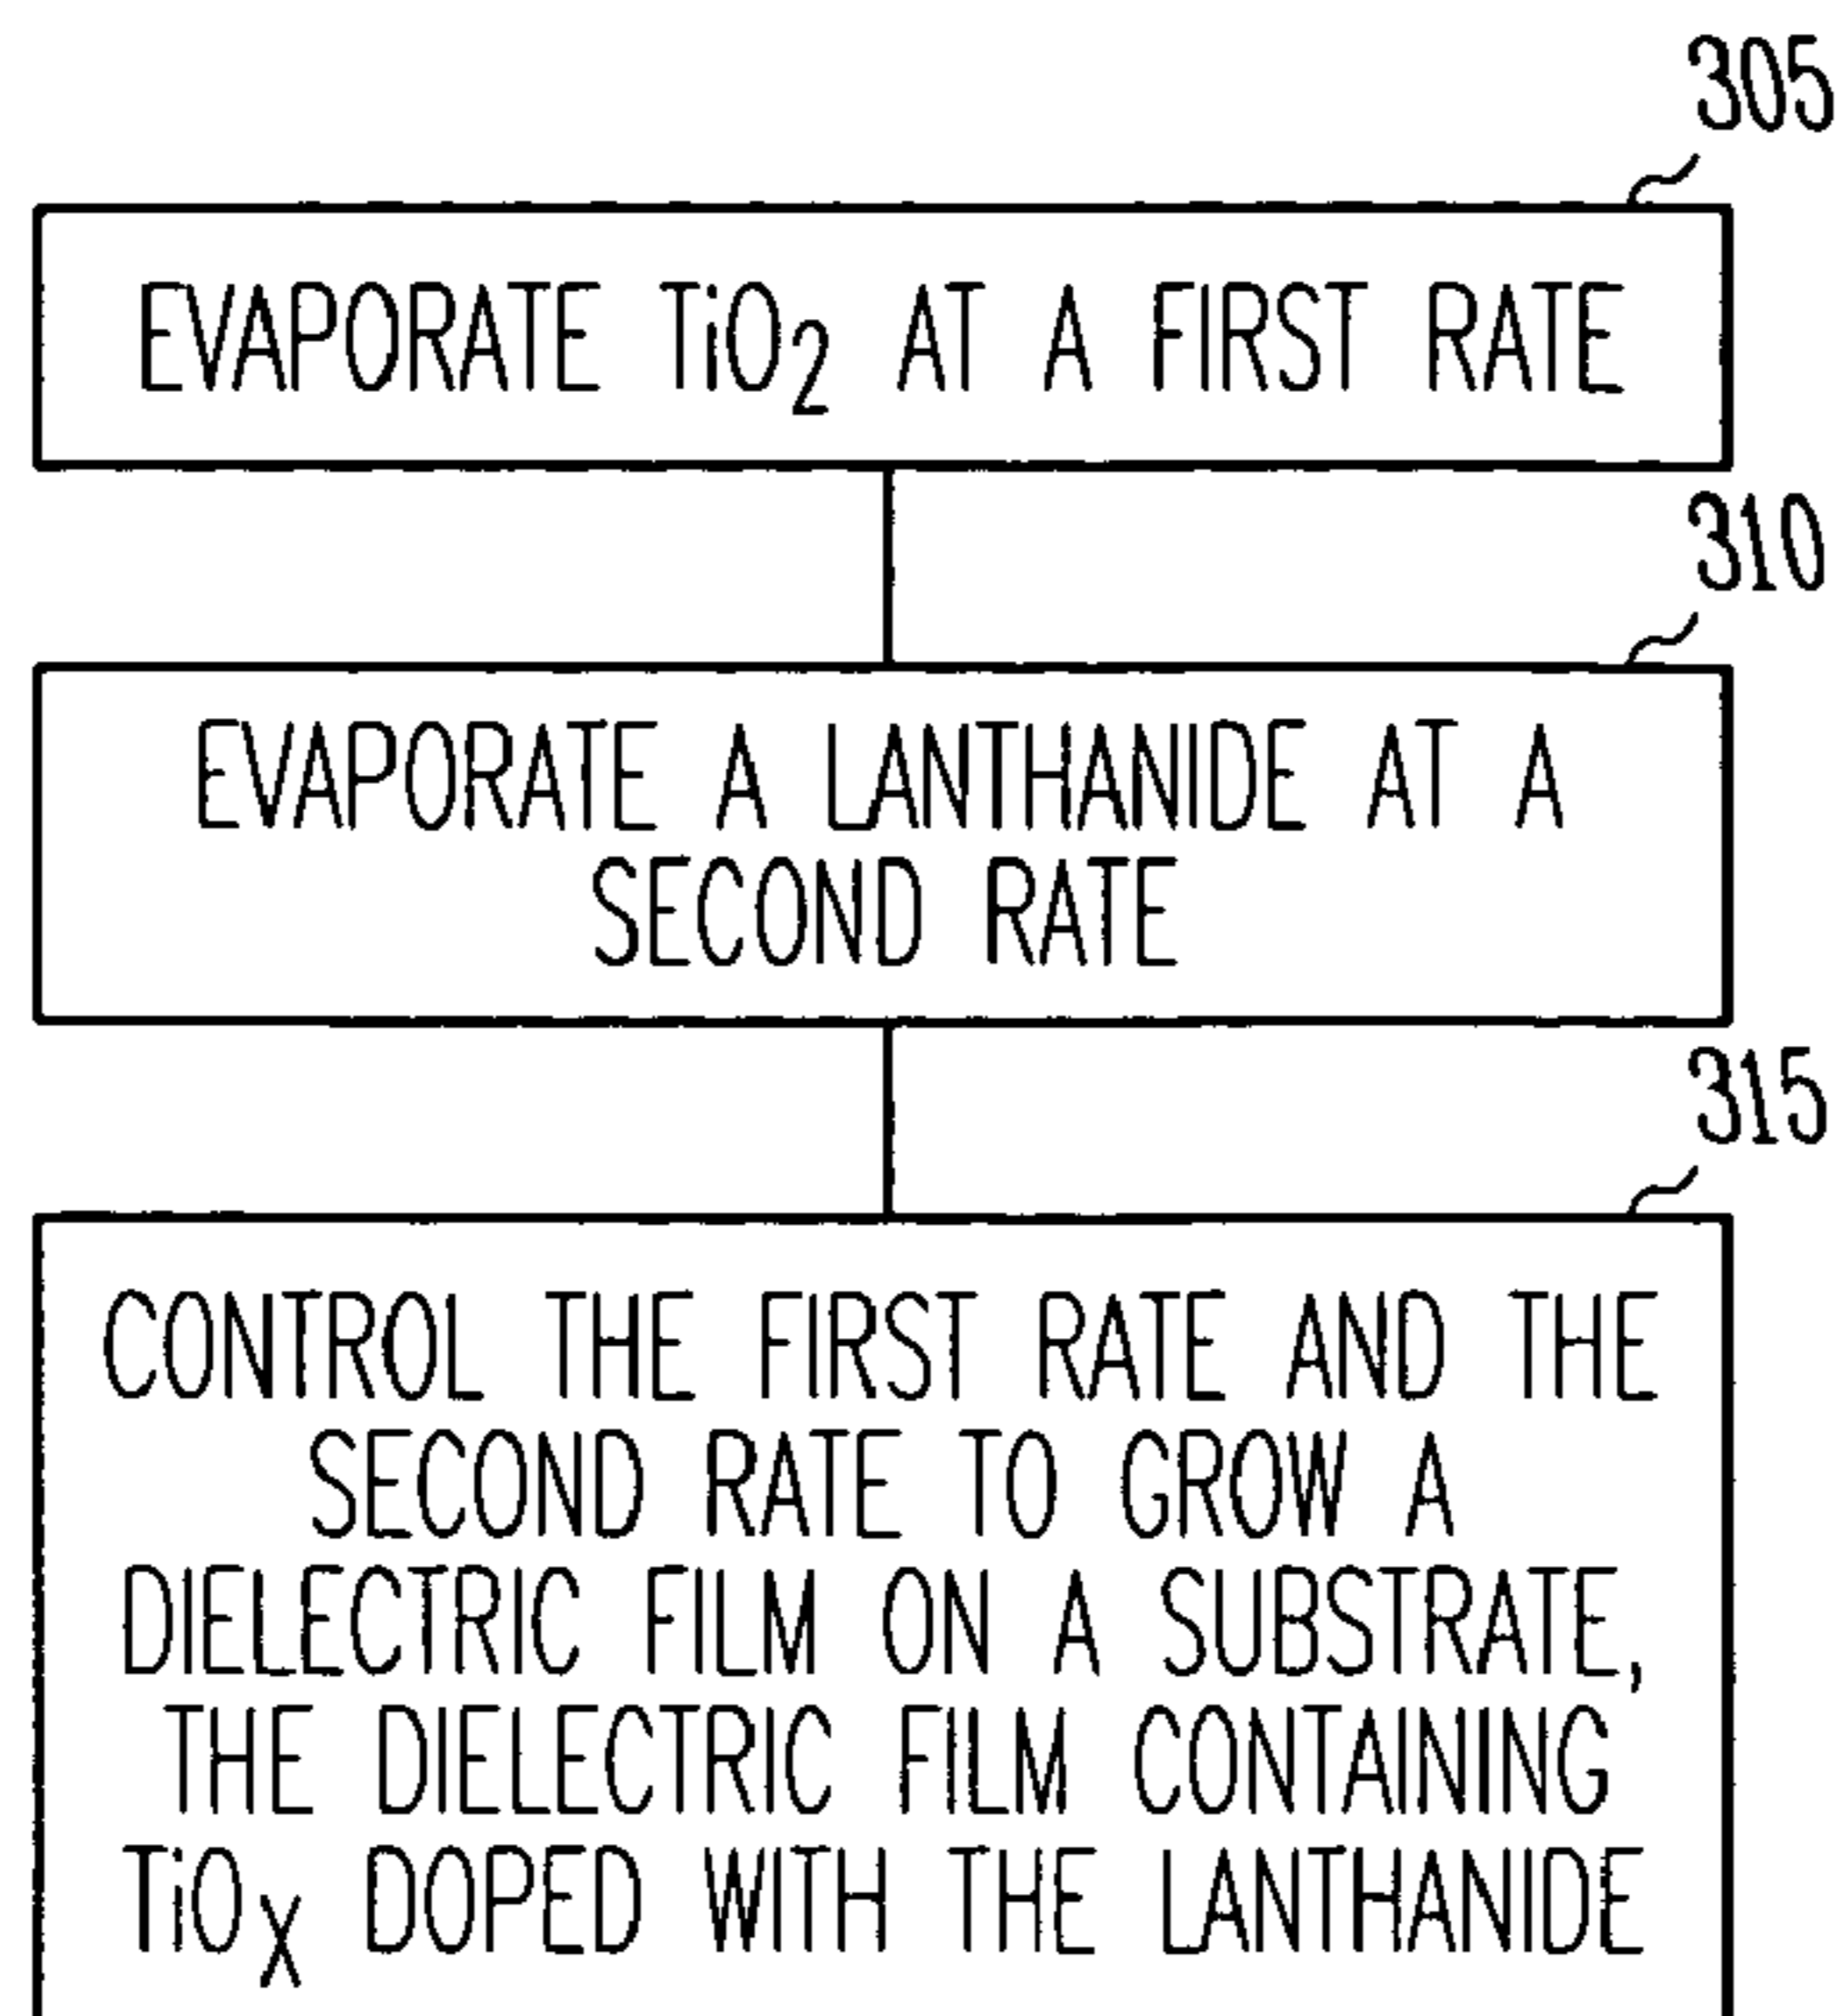 305
EVAPORATE TiO₂ AT A FIRST RATE
310
EVAPORATE A LANTHANIDE AT A
SECOND RATE
315
CONTROL THE FIRST RATE AND THE
SECOND RATE TO GROW A
DIELECTRIC FILM ON A SUBSTRATE,
THE DIELECTRIC FILM CONTAINING
TiOₓ DOPED WITH THE LANTHANIDE